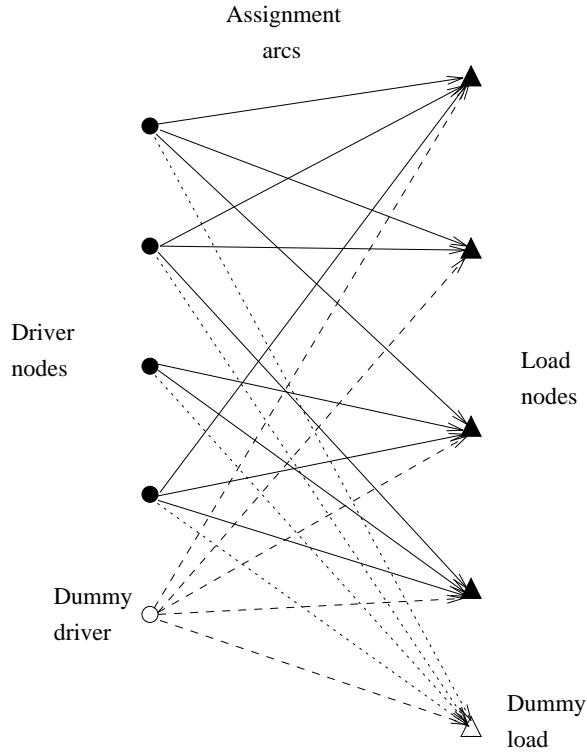 Assignment
arcs
Driver
nodes
Load
nodes
Dummy
driver
Dummy
load